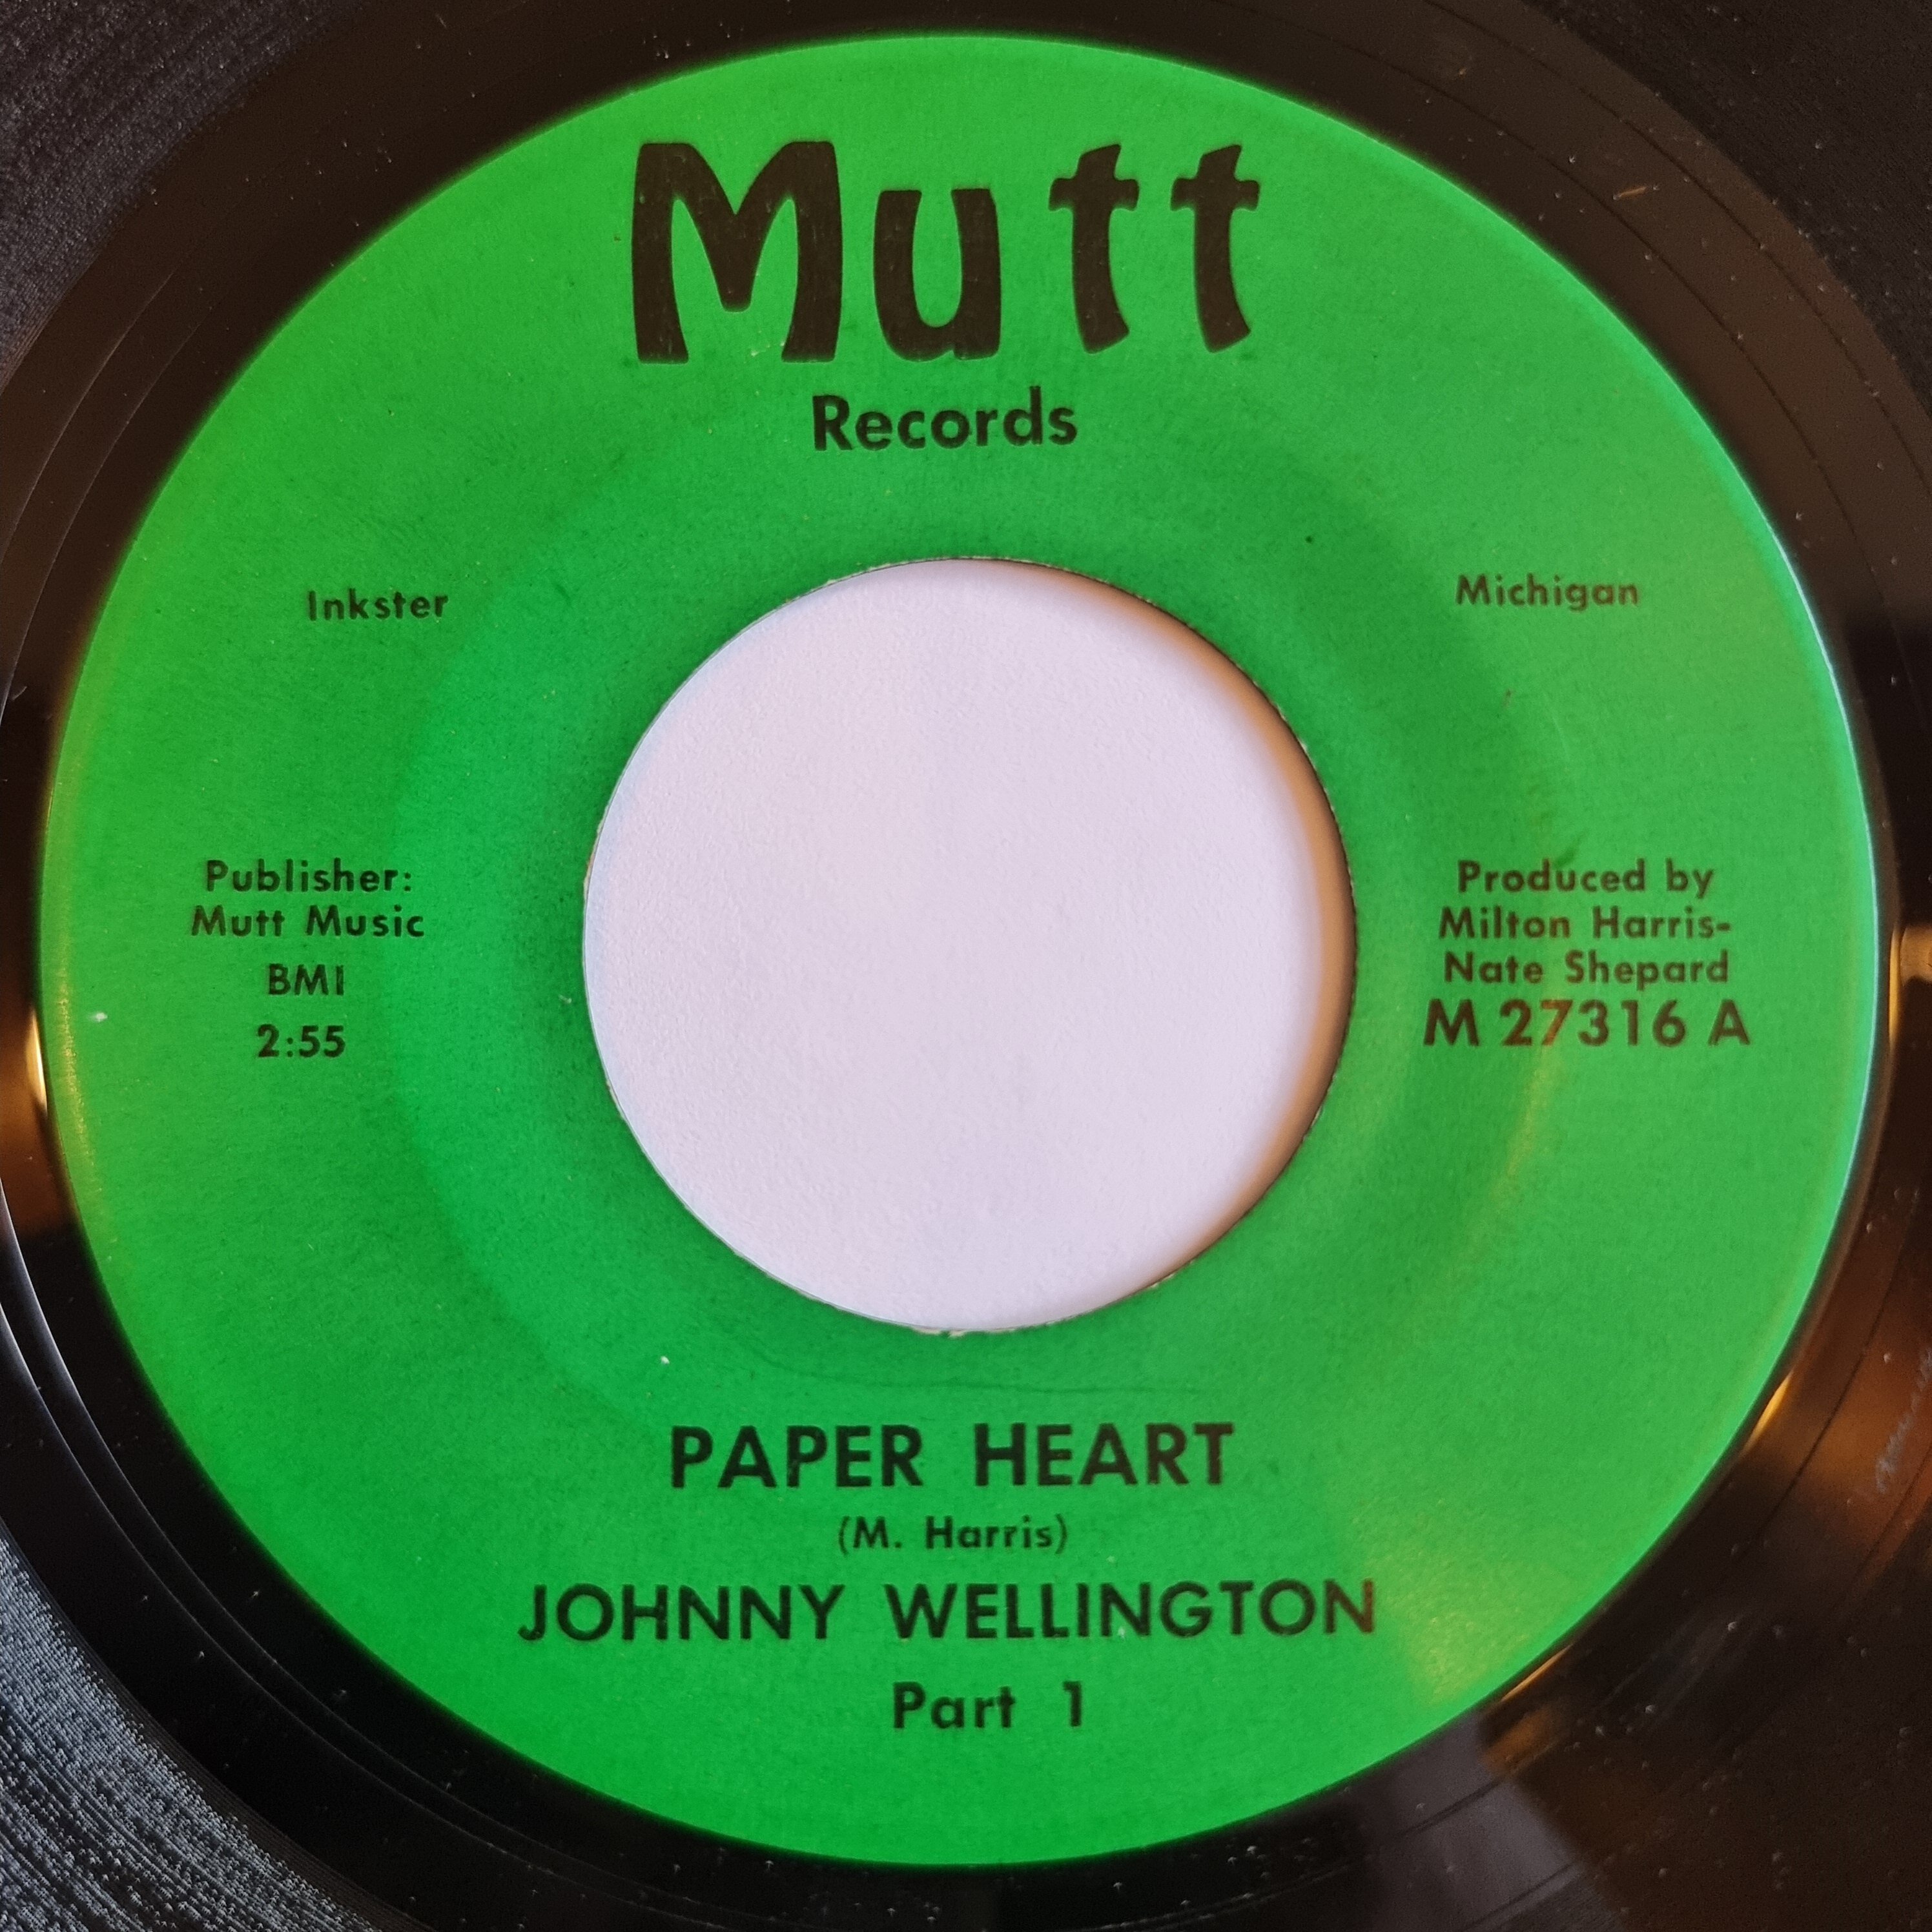 Mutt
Records
Inkster
Michigan
Publisher:
Mutt Music
BMI
2:55
Produced by
Milton Harris-
Nate Shepard
M 27316 A
PAPER HEART
(M. Harris)
JOHNNY WELLINGTON
Part 1